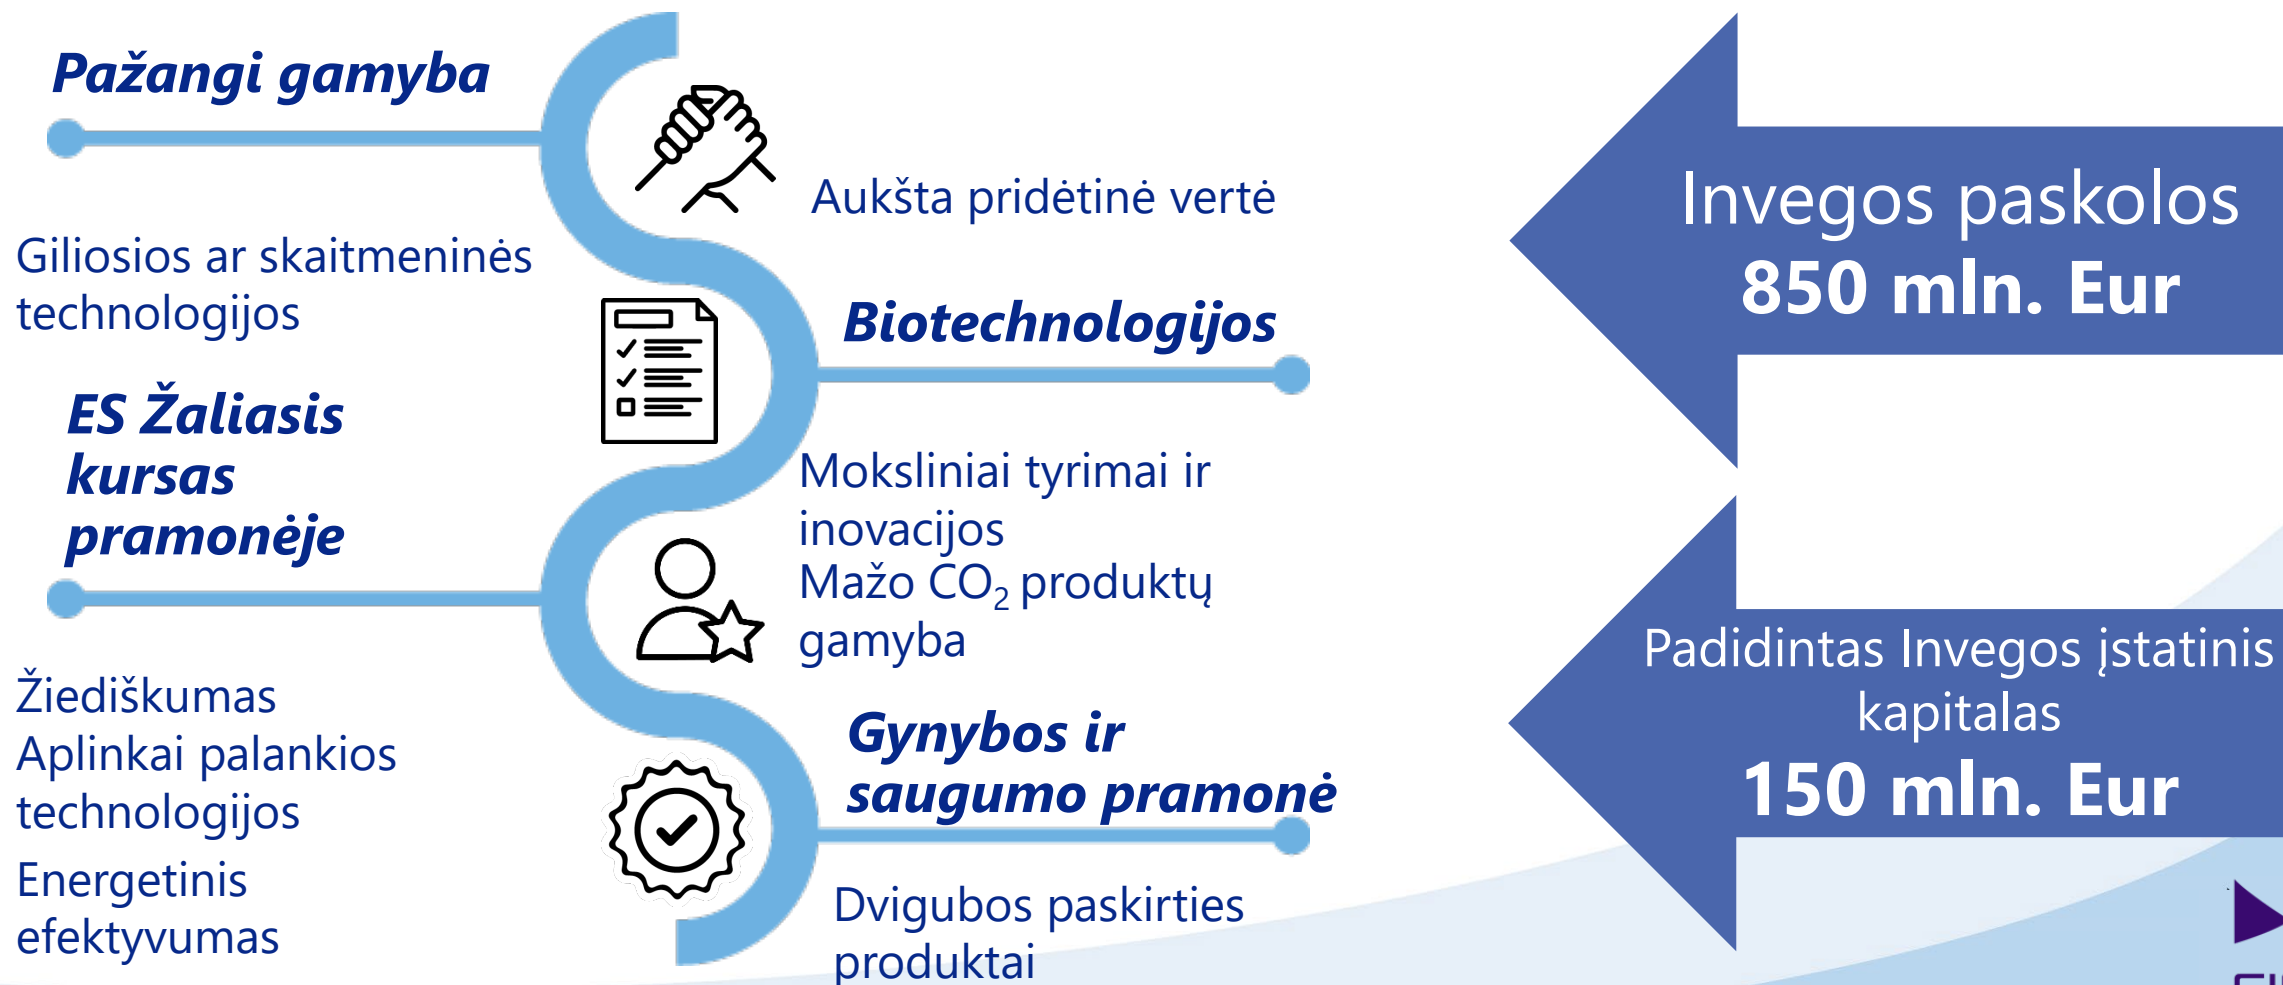 Pažangi gamyba
Giliosios ar skaitmeninės
technologijos
ES Žaliasis
kursas
pramonėje
Žiediškumas
Aplinkai palankios
technologijos
Energetinis
efektyvumas
Aukšta pridėtinė vertė
Biotechnologijos
Moksliniai tyrimai ir
inovacijos
Mažo CO₂ produktų
gamyba
Gynybos ir
saugumo pramonė
Dvigubos paskirties
produktai
Invegos paskolos
850 mln. Eur
Padidintas Invegos įstatinis
kapitalas
150 mln. Eur